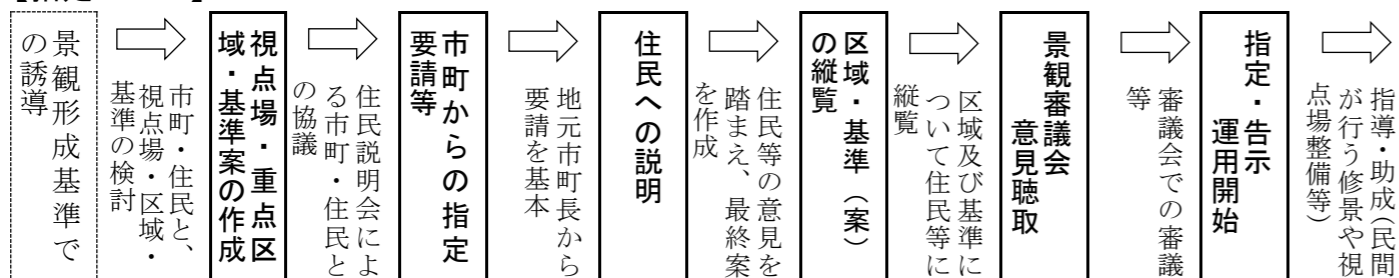 景観形成基準で
の誘導
市町・住民と、
視点場・区域・
基準の検討
視点場・重点区
域・基準案の作成
住民説明会によ
る市町・住民と
の協議
市町からの指定
要請等
地元市町長から
要請を基本
住民への説明
住民等の意見を
踏まえ、最終案
を作成
区域・基準（案）
の縦覧
区域及び基準に
ついて住民等に
縦覧
景観審議会
意見聴取
審議会での審議
等
指定・告示
運用開始
指導・助成(民間
が行う修景や視
点場整備等)